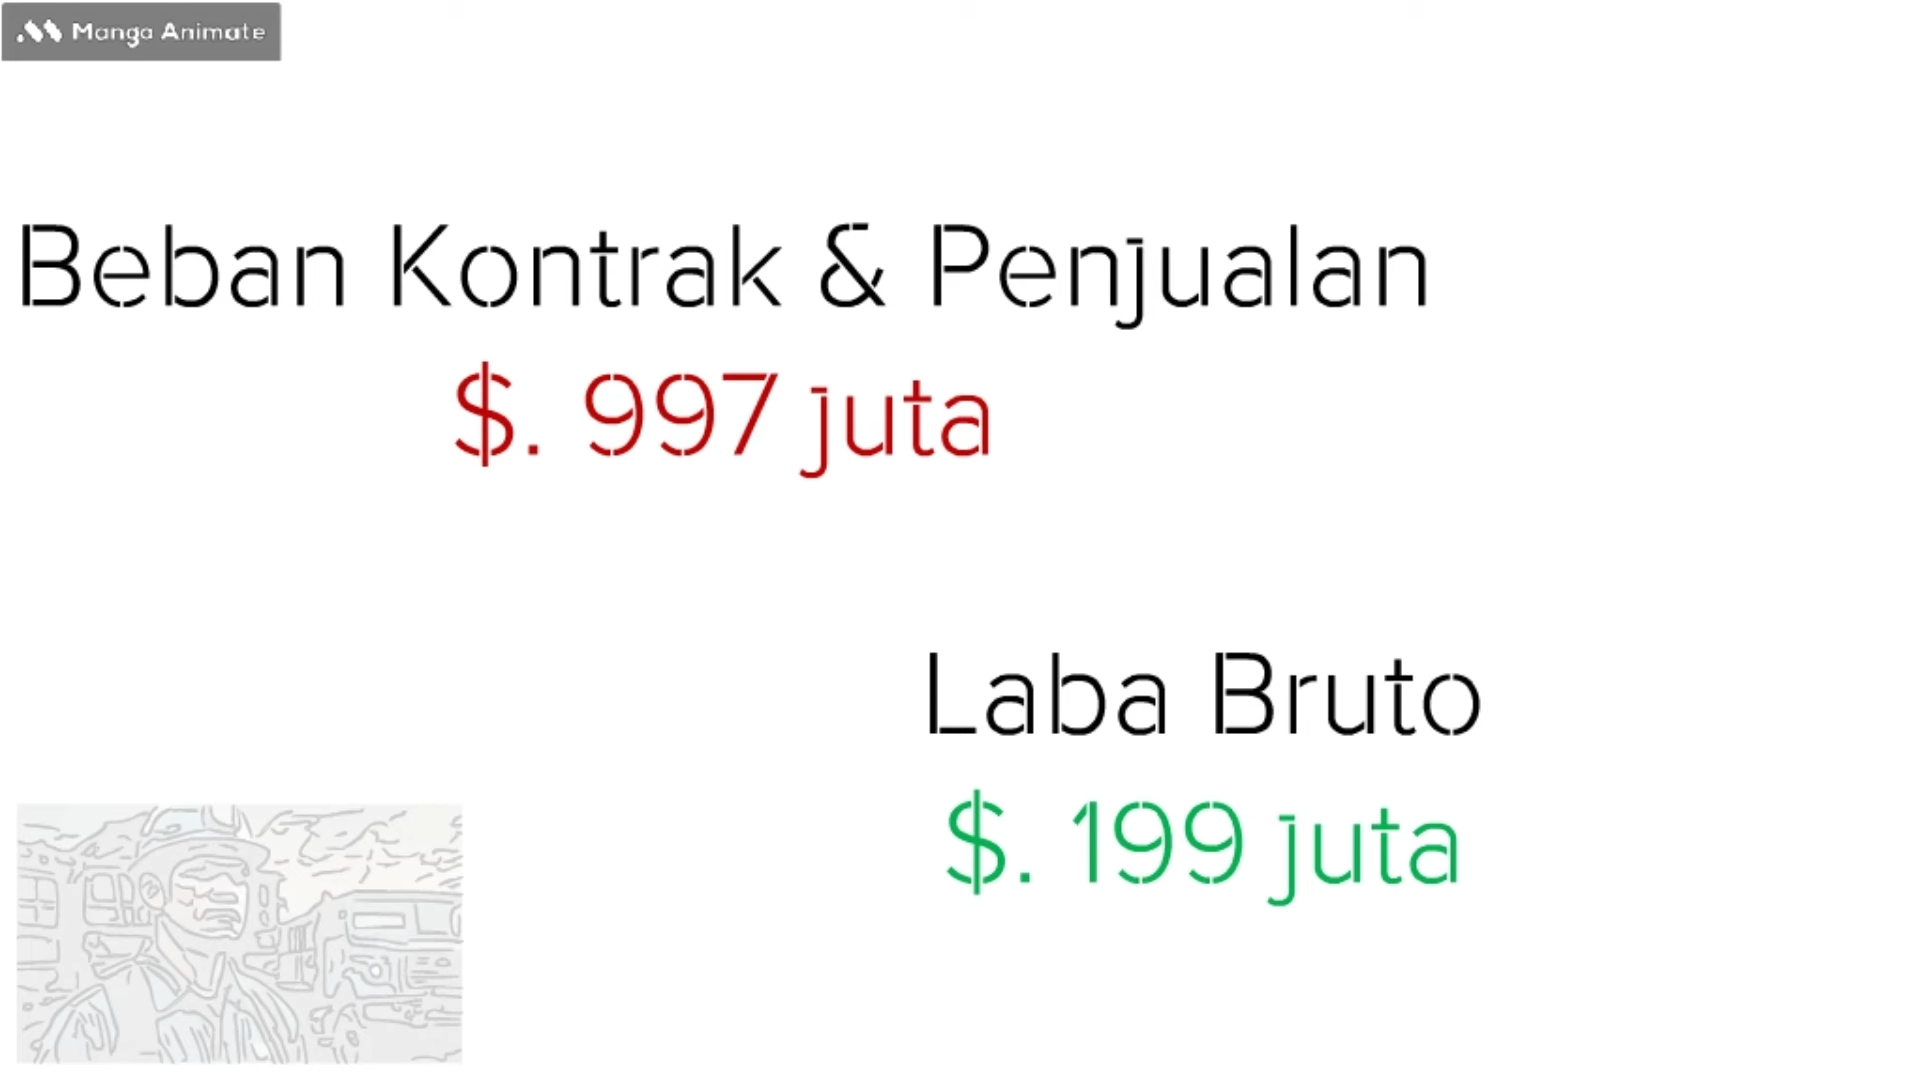 Manga Animate
Beban Kontrak & Penjualan
$. 997 juta
Laba Bruto
$. 199 juta